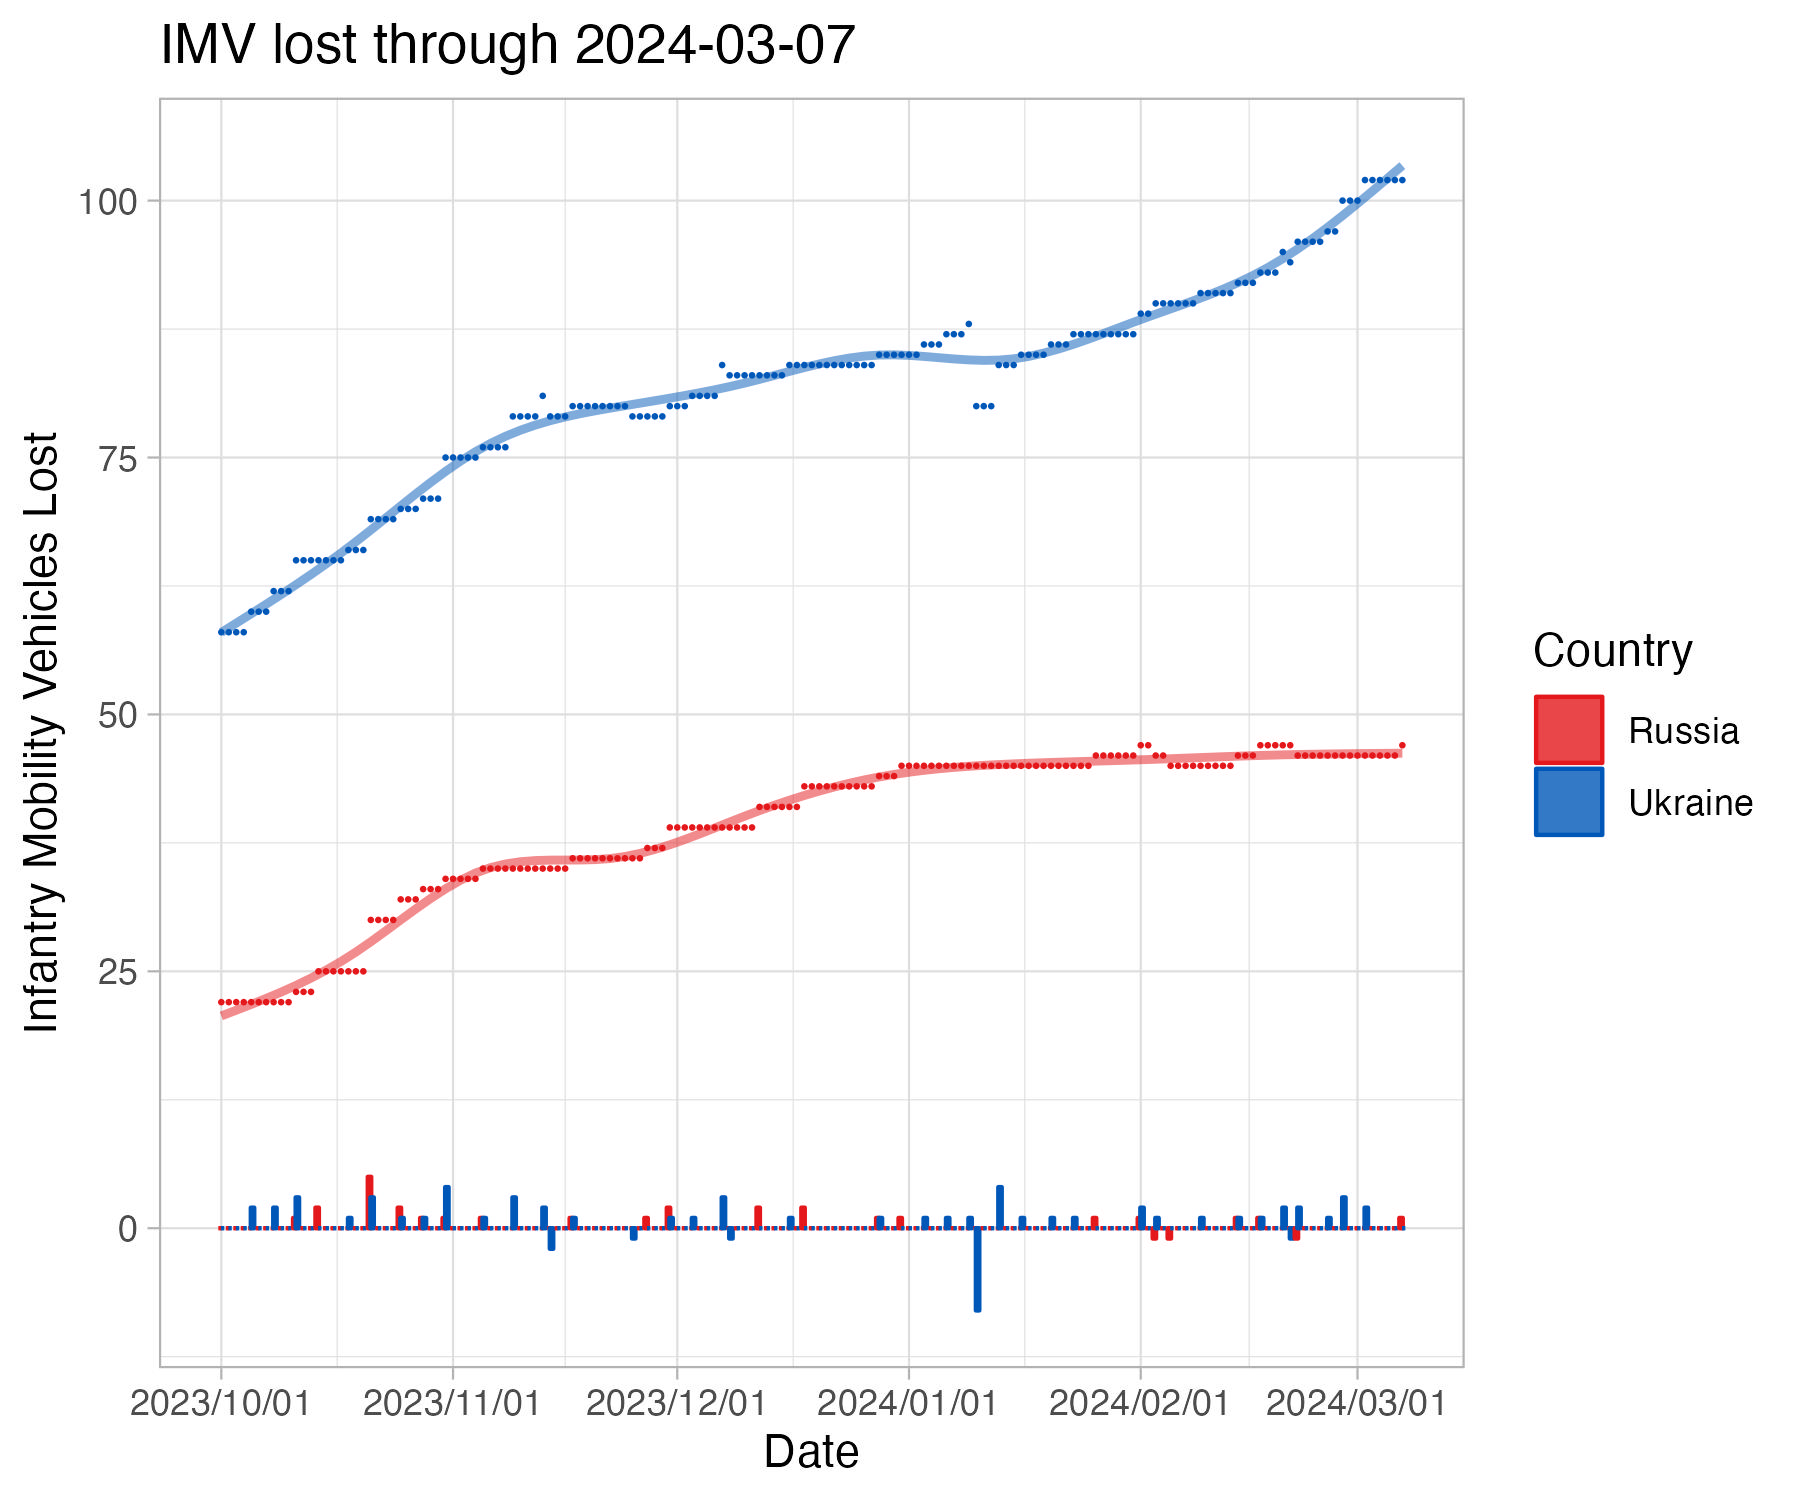 IMV lost through 2024-03-07
Infantry Mobility Vehicles Lost
100
75
50
25
0
2023/10/01 2023/11/01 2023/12/01 2024/01/01 2024/02/01 2024/03/01
Date
Country
Russia
Ukraine